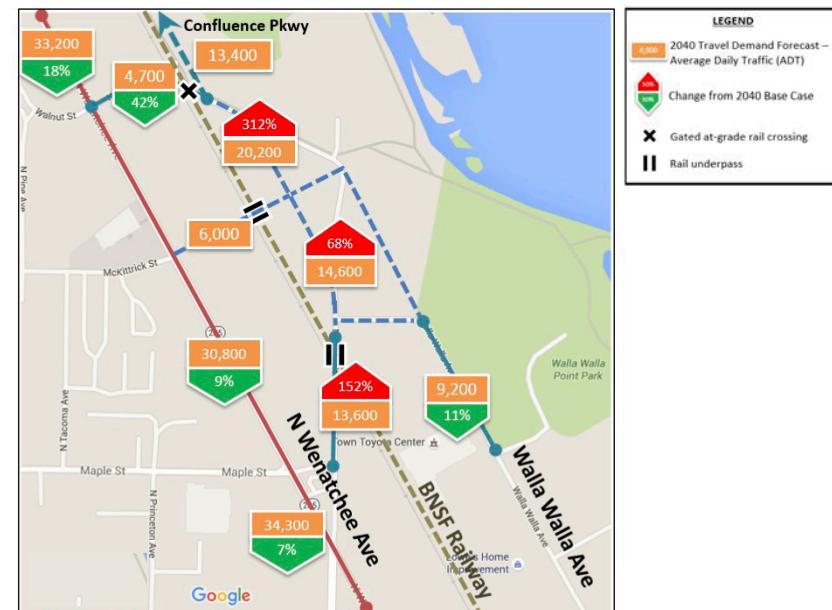 Confluence Pkwy
33,200
18%
4,700
42%
13,400
Walnut St
312%
20,200
N Pine Ave
6,000
McKittrick St
68%
14,600
30,800
9%
152%
13,600
9,200
11%
Walla Walla
Point Park
N Tacoma Ave
Town Toyota Center
Maple St
Maple St
N Wenatchee Ave
BNSF Railway
Walla Walla Ave
Walla Walla Ave
N Princeton Ave
34,300
7%
Lowe's Home
Improvement
Google
LEGEND
2040 Travel Demand Forecast –
Average Daily Traffic (ADT)
Change from 2040 Base Case
Gated at-grade rail crossing
Rail underpass